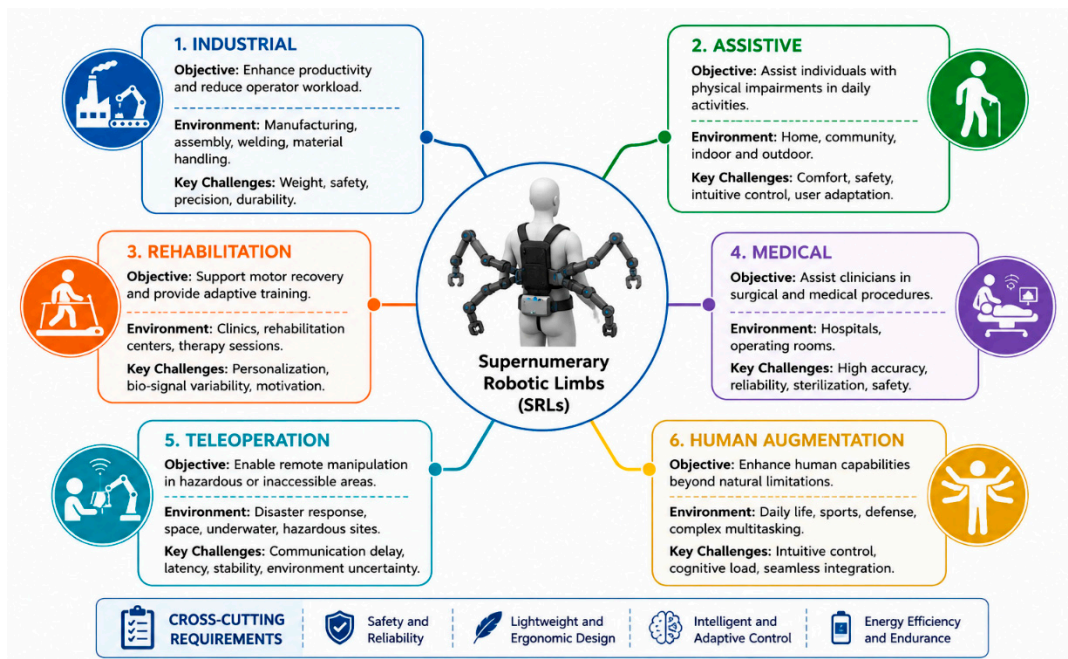 1. INDUSTRIAL
Objective: Enhance productivity
and reduce operator workload.
Environment: Manufacturing,
assembly, welding, material
handling.
Key Challenges: Weight, safety,
precision, durability.
2. ASSISTIVE
Objective: Assist individuals with
physical impairments in daily
activities.
Environment: Home, community,
indoor and outdoor.
Key Challenges: Comfort, safety,
intuitive control, user adaptation.
3. REHABILITATION
Objective: Support motor recovery
and provide adaptive training.
Environment: Clinics, rehabilitation
centers, therapy sessions.
Key Challenges: Personalization,
bio-signal variability, motivation.
Supernumerary
Robotic Limbs
(SRLs)
4. MEDICAL
Objective: Assist clinicians in
surgical and medical procedures.
Environment: Hospitals,
operating rooms.
Key Challenges: High accuracy,
reliability, sterilization, safety.
5. TELEOPERATION
Objective: Enable remote manipulation
in hazardous or inaccessible areas.
Environment: Disaster response,
space, underwater, hazardous sites.
Key Challenges: Communication delay,
latency, stability, environment uncertainty.
6. HUMAN AUGMENTATION
Objective: Enhance human capabilities
beyond natural limitations.
Environment: Daily life, sports, defense,
complex multitasking.
Key Challenges: Intuitive control,
cognitive load, seamless integration.
CROSS-CUTTING
REQUIREMENTS
Safety and
Reliability
Lightweight and
Ergonomic Design
Intelligent and
Adaptive Control
Energy Efficiency
and Endurance